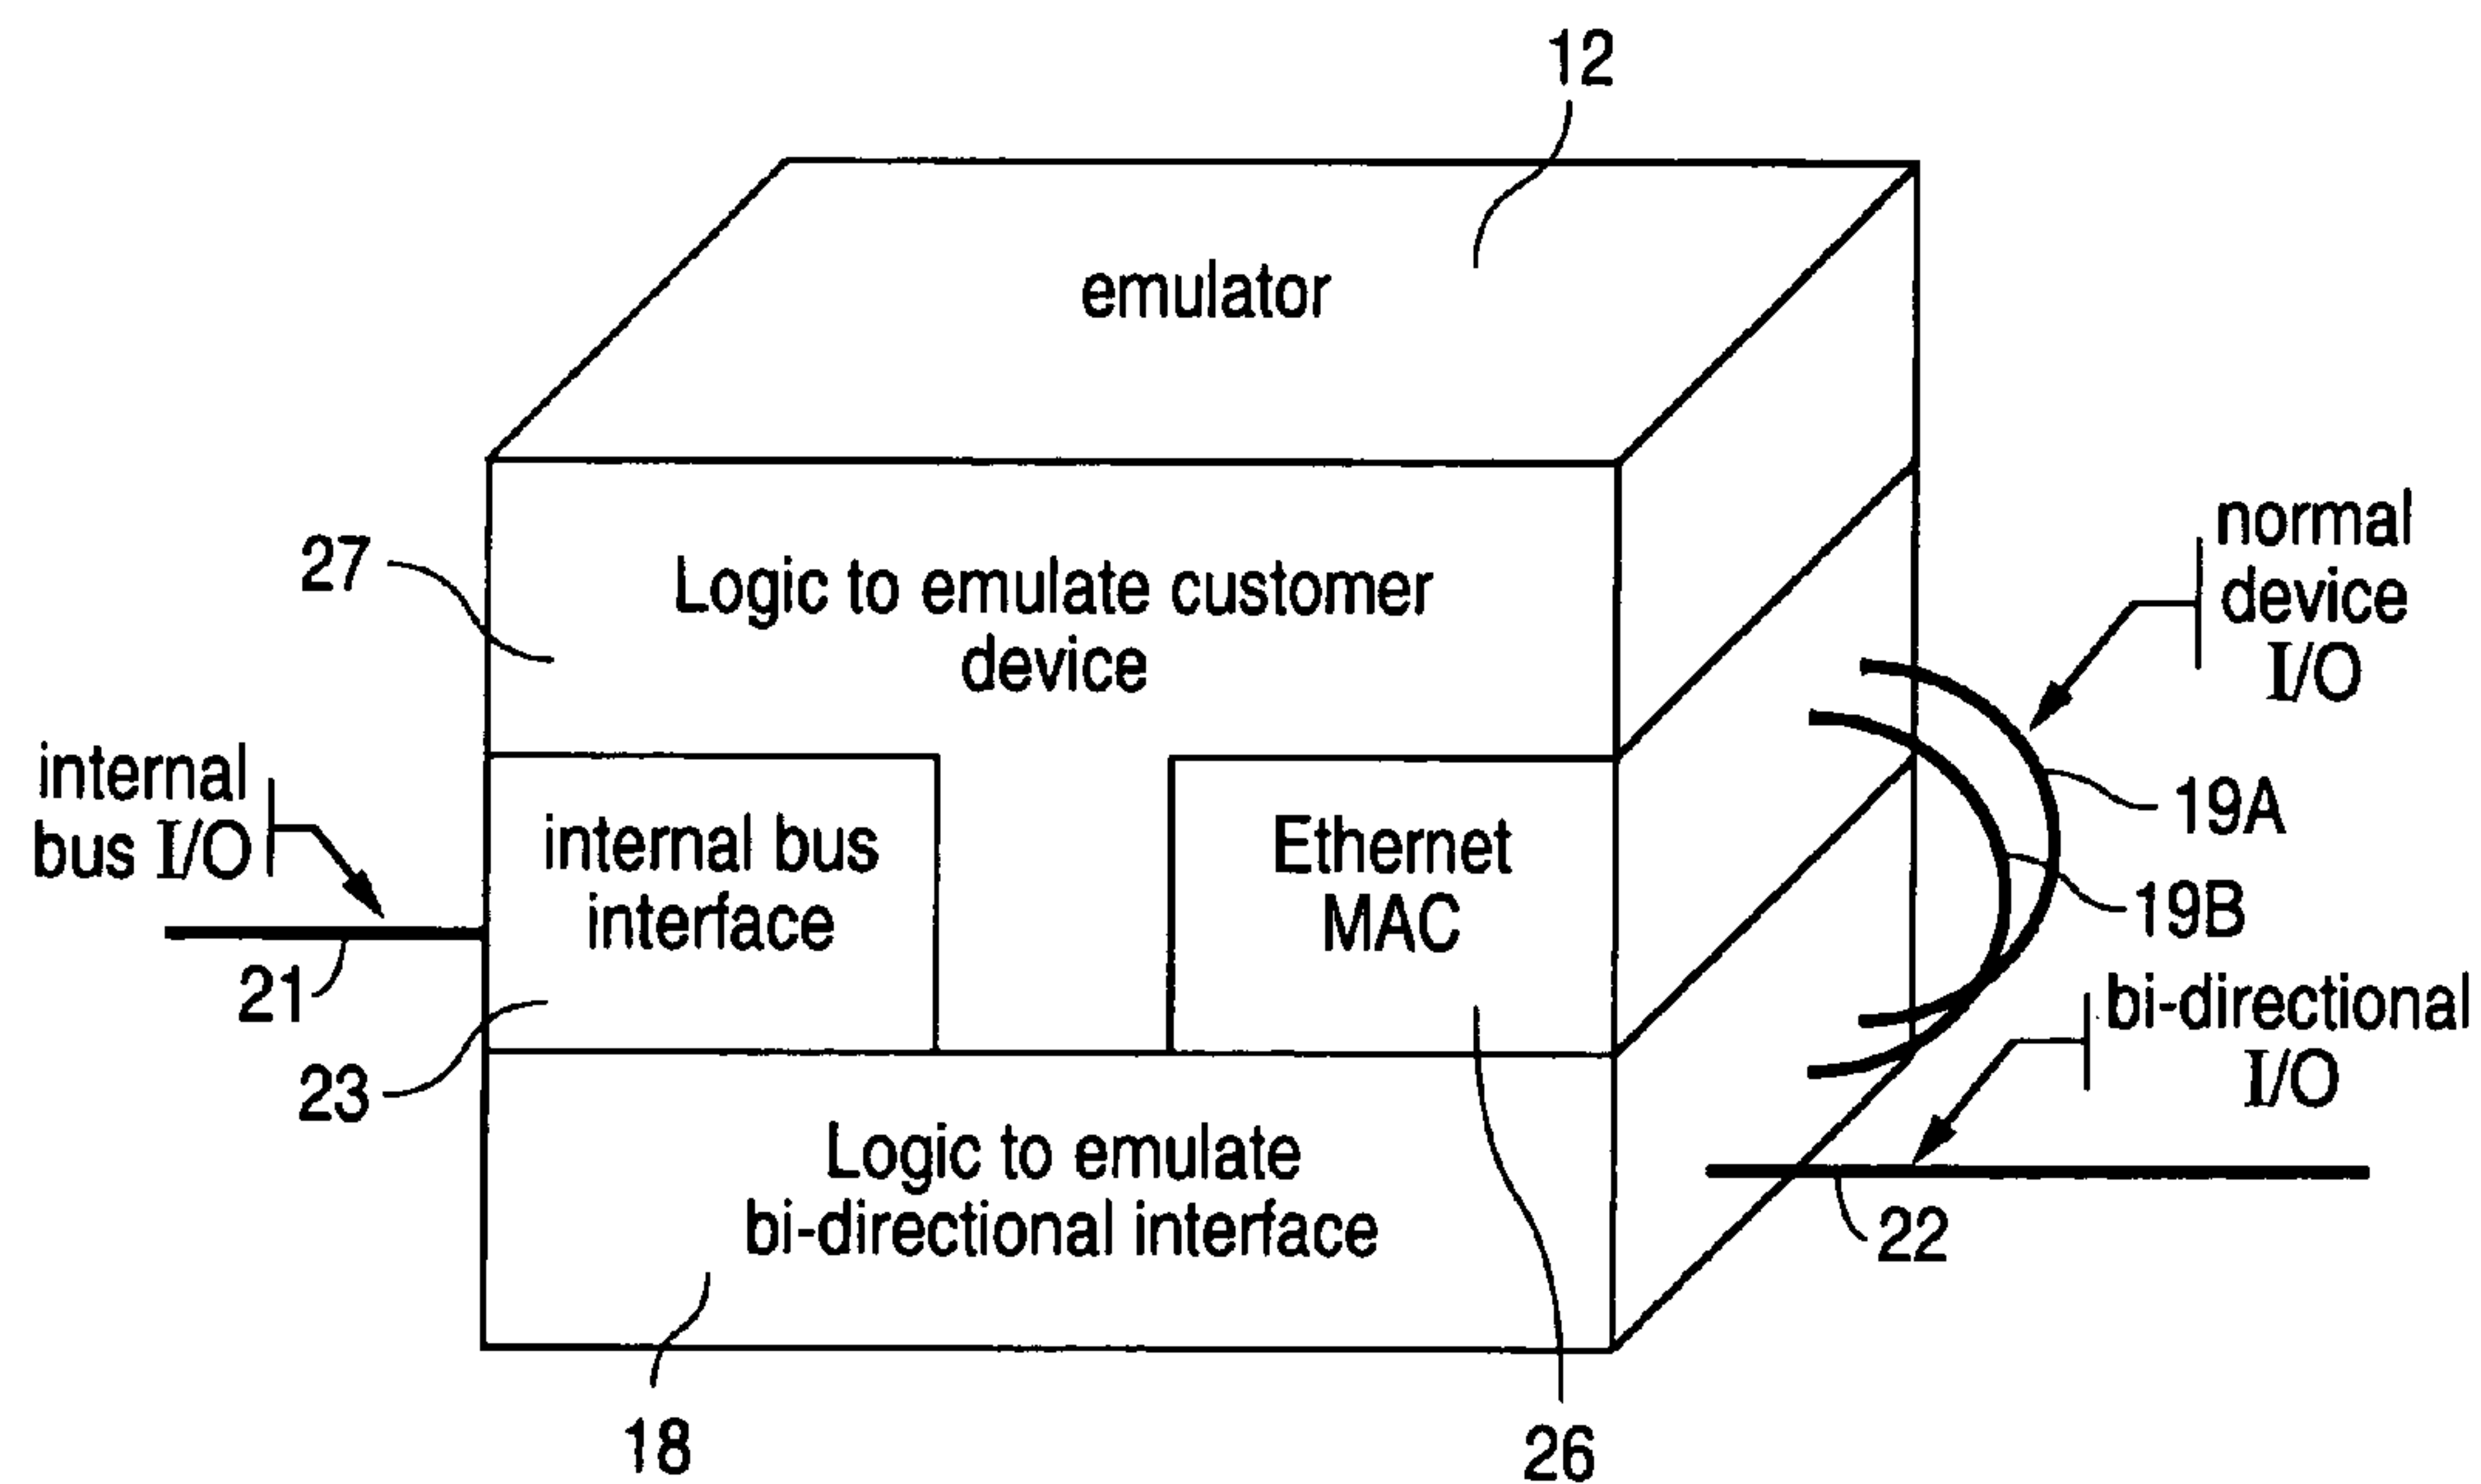 12
emulator
27
Logic to emulate customer
device
normal
device
I/O
internal
bus I/O
internal bus
interface
Ethernet
MAC
19A
19B
21
23
bi-directional
I/O
Logic to emulate
bi-directional interface
22
18
26